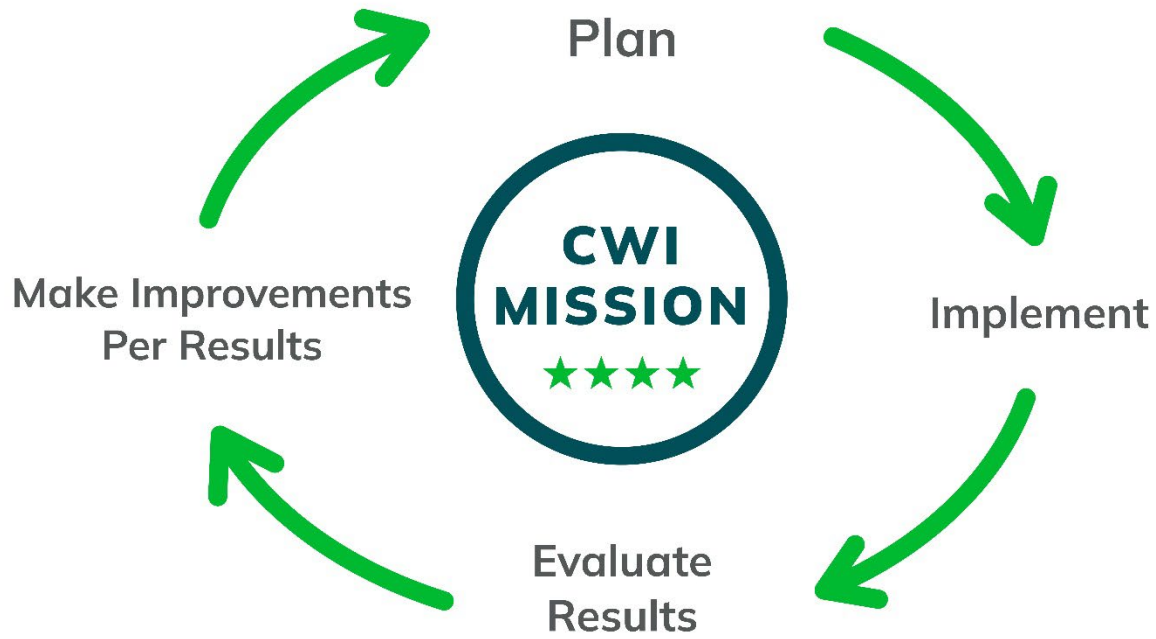 Plan
CWI
MISSION
Implement
Evaluate
Results
Make Improvements
Per Results